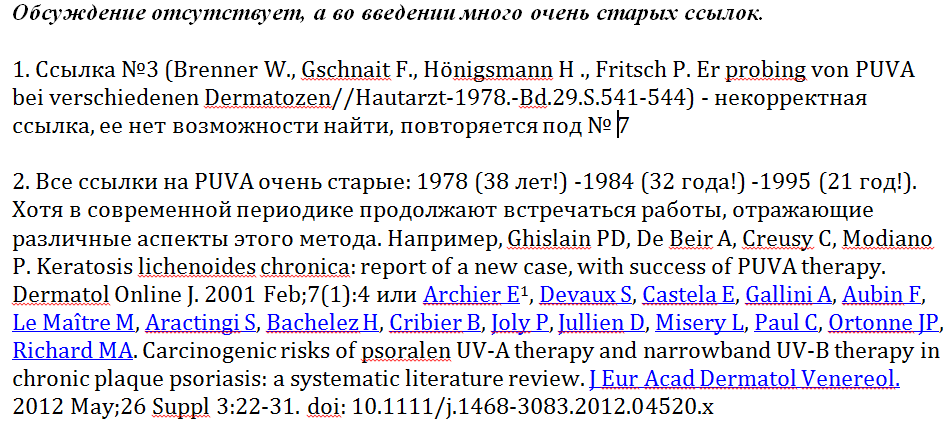 Обсуждение отсутствует, а во введении много очень старых ссылок.
1. Ссылка №3 (Brenner W., Gschnait F., Hönigsmann H ., Fritsch P. Er probing von PUVA
bei verschiedenen Dermatozen//Hautarzt-1978.-Bd.29.S.541-544) - некорректная
ссылка, ее нет возможности найти, повторяется под № 7
2. Все ссылки на PUVA очень старые: 1978 (38 лет!) -1984 (32 года!) -1995 (21 год!).
Хотя в современной периодике продолжают встречаться работы, отражающие
различные аспекты этого метода. Например, Ghislain PD, De Beir A, Creusy C, Modiano
P. Keratosis lichenoides chronica: report of a new case, with success of PUVA therapy.
Dermatol Online J. 2001 Feb;7(1):4 или Archier E¹, Devaux S, Castela E, Gallini A, Aubin F,
Le Maître M, Aractingi S, Bachelez H, Cribier B, Joly P, Jullien D, Misery L, Paul C, Ortonne JP,
Richard MA. Carcinogenic risks of psoralen UV-A therapy and narrowband UV-B therapy in
chronic plaque psoriasis: a systematic literature review. J Eur Acad Dermatol Venereol.
2012 May;26 Suppl 3:22-31. doi: 10.1111/j.1468-3083.2012.04520.x